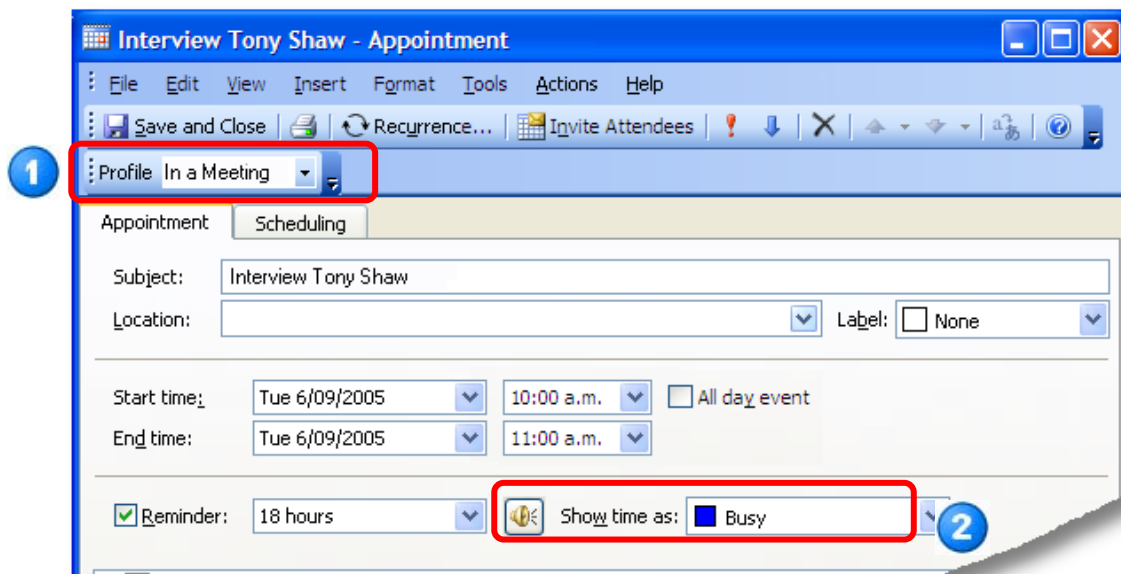 Interview Tony Shaw - Appointment
File Edit View Insert Format Tools Actions Help
Save and Close Recurrence... Invite Attendees
1 Profile In a Meeting
Appointment Scheduling
Subject: Interview Tony Shaw
Location: Label: None
Start time: Tue 6/09/2005 10:00 a.m. All day event
End time: Tue 6/09/2005 11:00 a.m.
Reminder: 18 hours Show time as: Busy 2